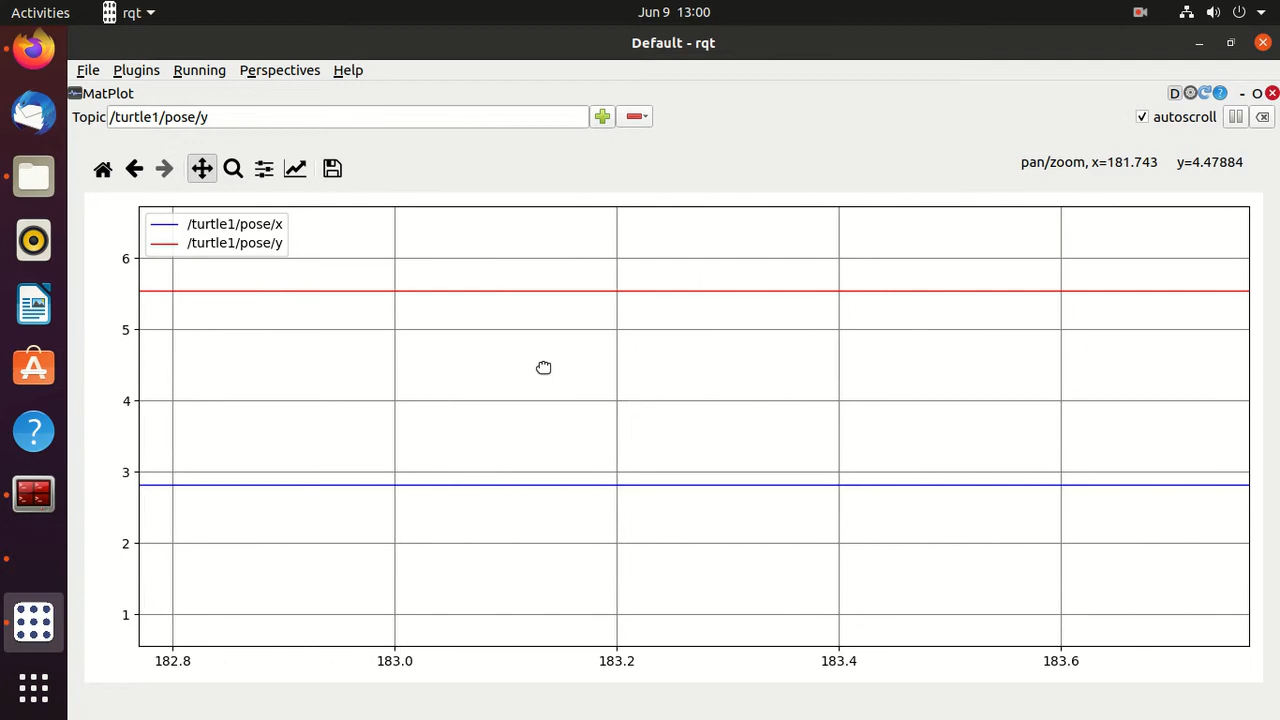 Activities rqt Jun 9 13:00
Default - rqt
File Plugins Running Perspectives Help
MatPlot D - O
Topic /turtle1/pose/y autoscroll
pan/zoom, x=181.743 y=4.47884
/turtle1/pose/x
/turtle1/pose/y
6
5
4
3
2
1
182.8 183.0 183.2 183.4 183.6